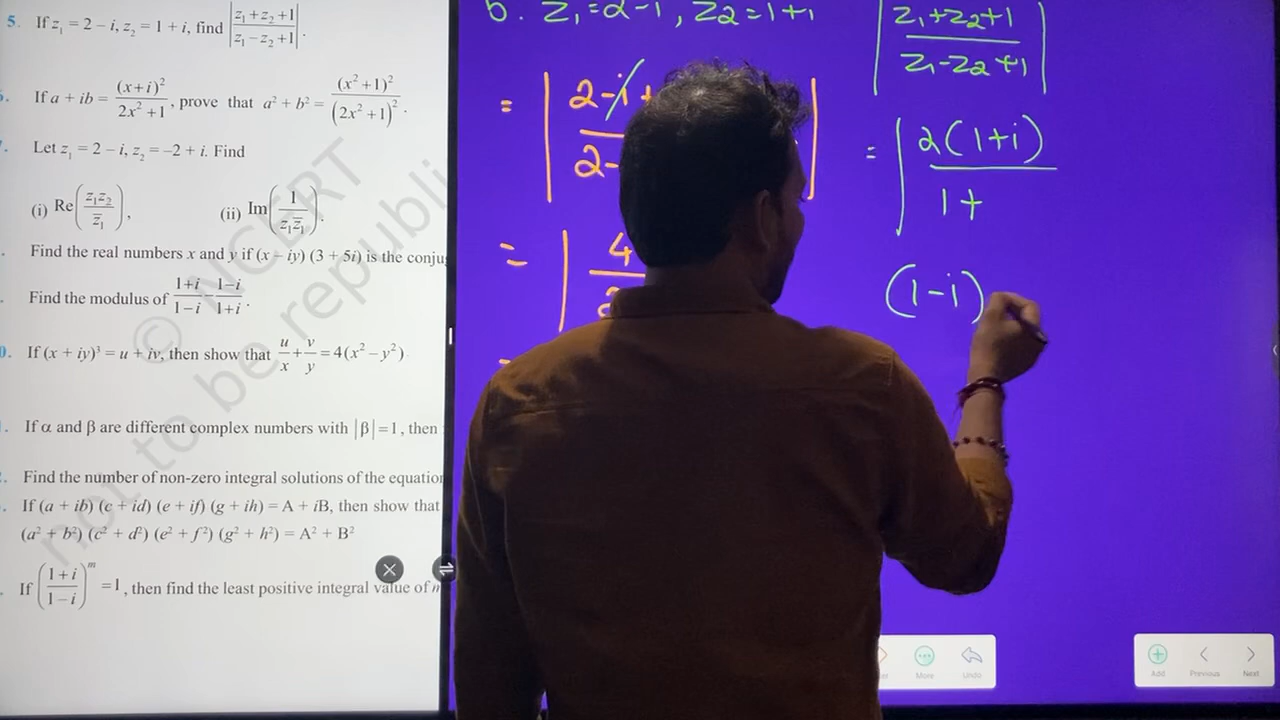 5. If z₁ = 2 – i, z₂ = 1 + i, find |(z₁ + z₂ + 1)/(z₁ – z₂ + 1)|.
If a + ib = (x+i)²/(2x² + 1), prove that a² + b² = (x² + 1)²/(2x² + 1)².
Let z₁ = 2 – i, z₂ = –2 + i. Find
(i) Re(z₁z₂/z̄₁), (ii) Im(1/(z₁z̄₁)).
Find the real numbers x and y if (x – iy) (3 + 5i) is the
Find the modulus of (1+i)/(1–i) – (1–i)/(1+i).
If (x + iy)³ = u + iv, then show that u/x + v/y = 4(x² – y²)
If α and β are different complex numbers with |β| = 1, then
Find the number of non-zero integral solutions of the
If (a + ib) (c + id) (e + if) (g + ih) = A + iB, then show that
(a² + b²) (c² + d²) (e² + f²) (g² + h²) = A² + B²
If ((1+i)/(1–i))^m = 1, then find the least positive integral value of
© NCERT
not to be
z₁ = 2-i, z₂ = 1+i |(z₁+z₂+1)/(z₁-z₂+1)|
= | 2-i
2-
= | 4
=
= | 2(1+i)
1+
(1-i)
More
Undo
Add
Previous
Next